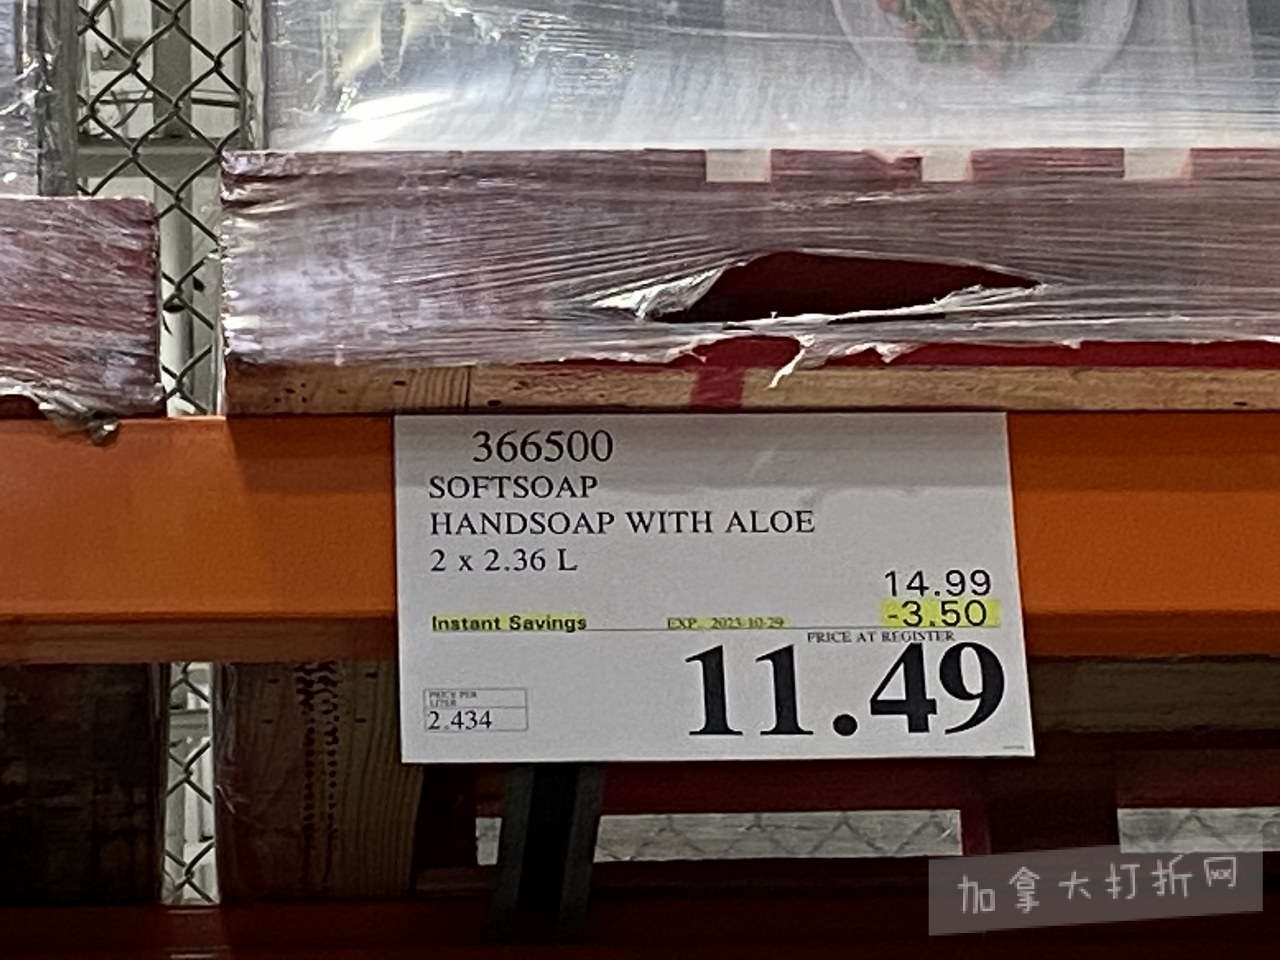 366500
SOFTSOAP
HANDSOAP WITH ALOE
2 x 2.36 L
14.99
Instant Savings EXP. 2023-10-29 -3.50
PRICE AT REGISTER
11.49
PRICE PER
LITER
2.434
加拿大打折网